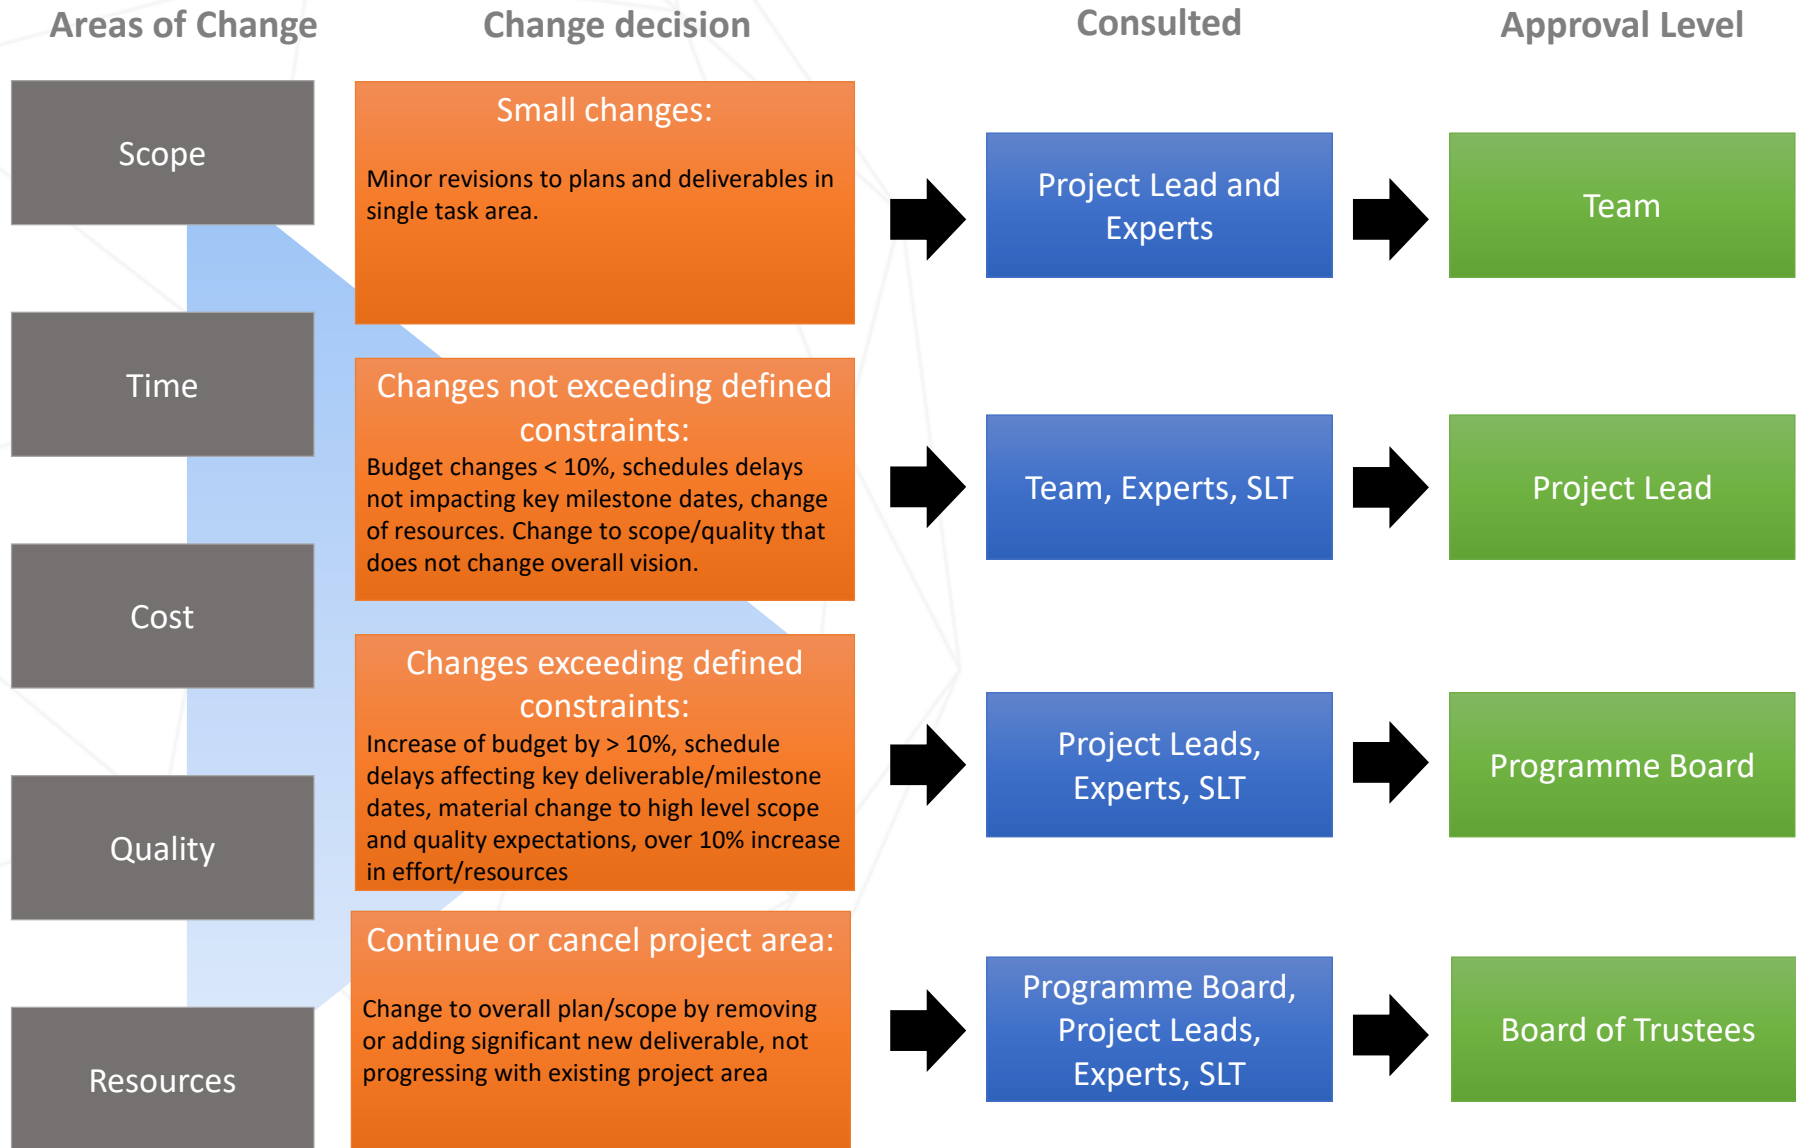 Areas of Change
Change decision
Consulted
Approval Level
Scope
Time
Cost
Quality
Resources
Small changes:
Minor revisions to plans and deliverables in
single task area.
Project Lead and
Experts
Team
Changes not exceeding defined
constraints:
Budget changes < 10%, schedules delays
not impacting key milestone dates, change
of resources. Change to scope/quality that
does not change overall vision.
Team, Experts, SLT
Project Lead
Changes exceeding defined
constraints:
Increase of budget by > 10%, schedule
delays affecting key deliverable/milestone
dates, material change to high level scope
and quality expectations, over 10% increase
in effort/resources
Project Leads,
Experts, SLT
Programme Board
Continue or cancel project area:
Change to overall plan/scope by removing
or adding significant new deliverable, not
progressing with existing project area
Programme Board,
Project Leads,
Experts, SLT
Board of Trustees